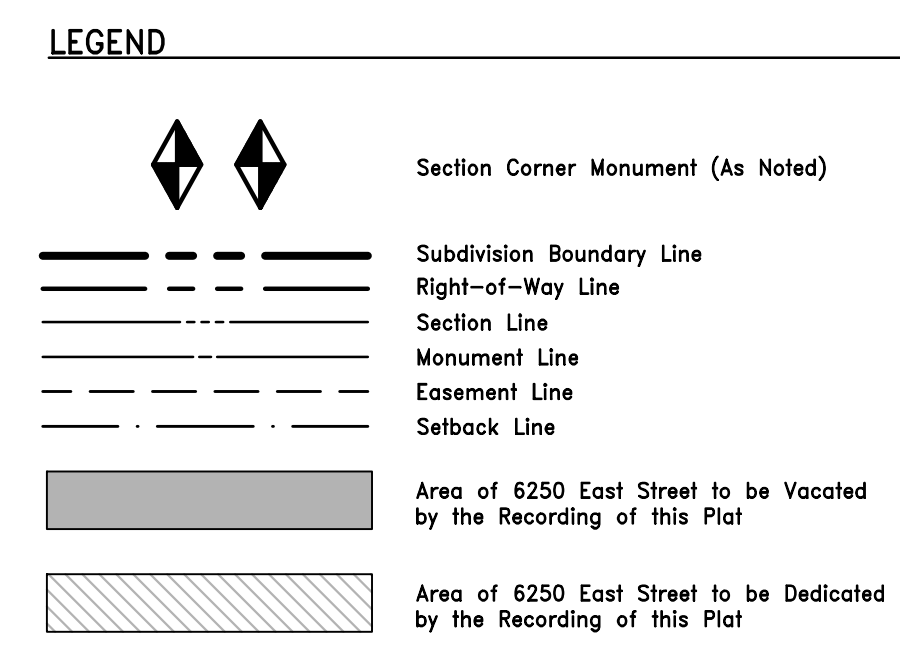 LEGEND
Section Corner Monument (As Noted)
Subdivision Boundary Line
Right-of-Way Line
Section Line
Monument Line
Easement Line
Setback Line
Area of 6250 East Street to be Vacated
by the Recording of this Plat
Area of 6250 East Street to be Dedicated
by the Recording of this Plat